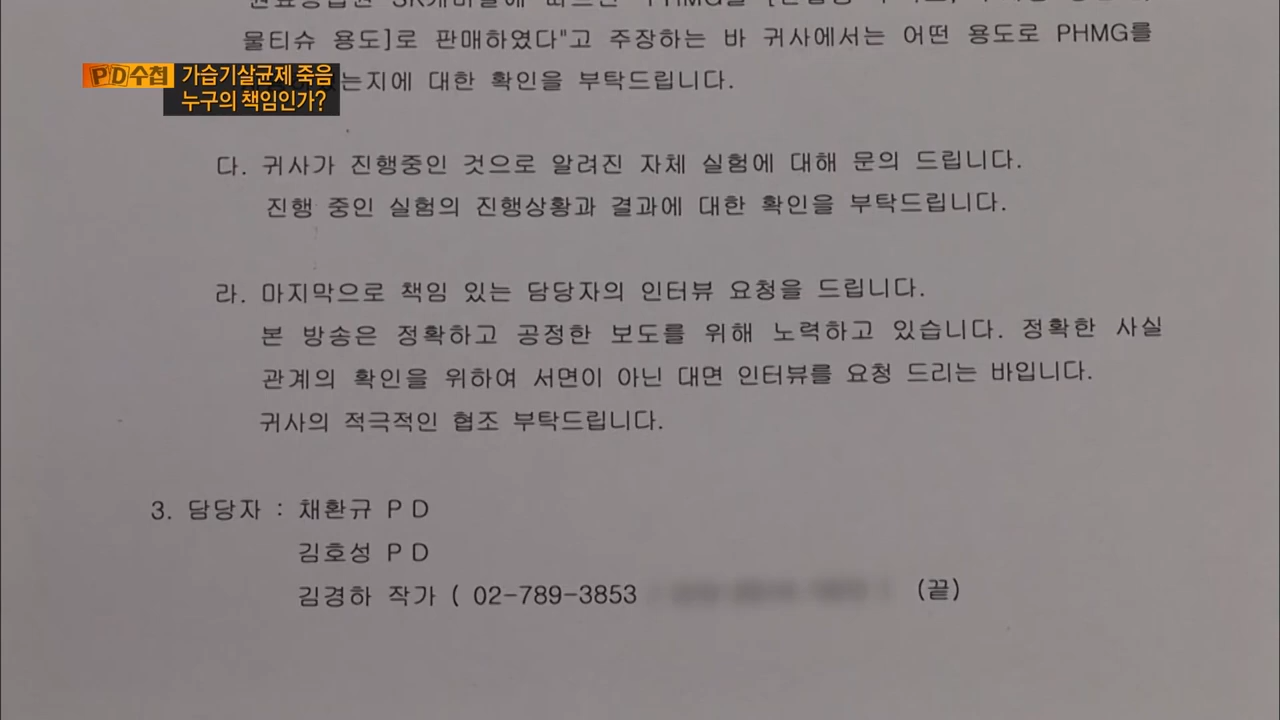 PD수첩
가습기살균제 죽음
누구의 책임인가?
물티슈 용도]로 판매하였다"고 주장하는 바 귀사에서는 어떤 용도로 PHMG를
는지에 대한 확인을 부탁드립니다.
다. 귀사가 진행중인 것으로 알려진 자체 실험에 대해 문의 드립니다.
진행 중인 실험의 진행상황과 결과에 대한 확인을 부탁드립니다.
라. 마지막으로 책임 있는 담당자의 인터뷰 요청을 드립니다.
본 방송은 정확하고 공정한 보도를 위해 노력하고 있습니다. 정확한 사실
관계의 확인을 위하여 서면이 아닌 대면 인터뷰를 요청 드리는 바입니다.
귀사의 적극적인 협조 부탁드립니다.
3. 담당자 : 채환규 P D
김호성 P D
김경하 작가 ( 02-789-3853 (끝)